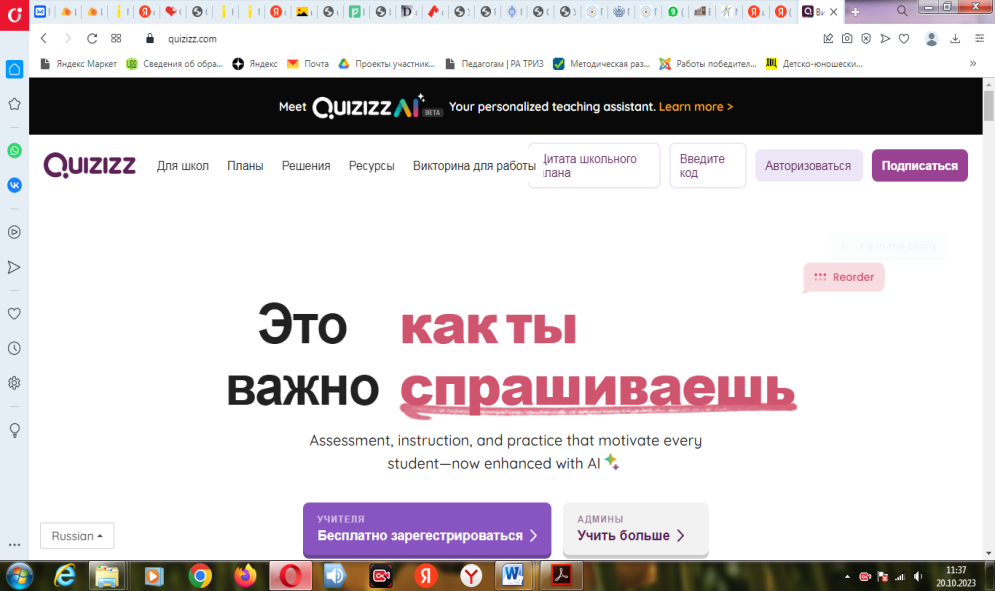 quizizz.com
Яндекс Маркет Сведения об обра... Яндекс Почта Проекты участник... Педагогам | РА ТРИЗ Методическая раз... Работы победител... Детско-юношески... »
Meet QUIZIZZ AI BETA Your personalized teaching assistant. Learn more >
QUIZIZZ Для школ Планы Решения Ресурсы Викторина для работы
Цитата школьного
плана
Введите
код
Авторизоваться
Подписаться
Reorder
Это как ты
важно спрашиваешь
Assessment, instruction, and practice that motivate every
student—now enhanced with AI
УЧИТЕЛЯ
Бесплатно зарегестрироваться >
АДМИНЫ
Учить больше >
Russian
11:37
20.10.2023